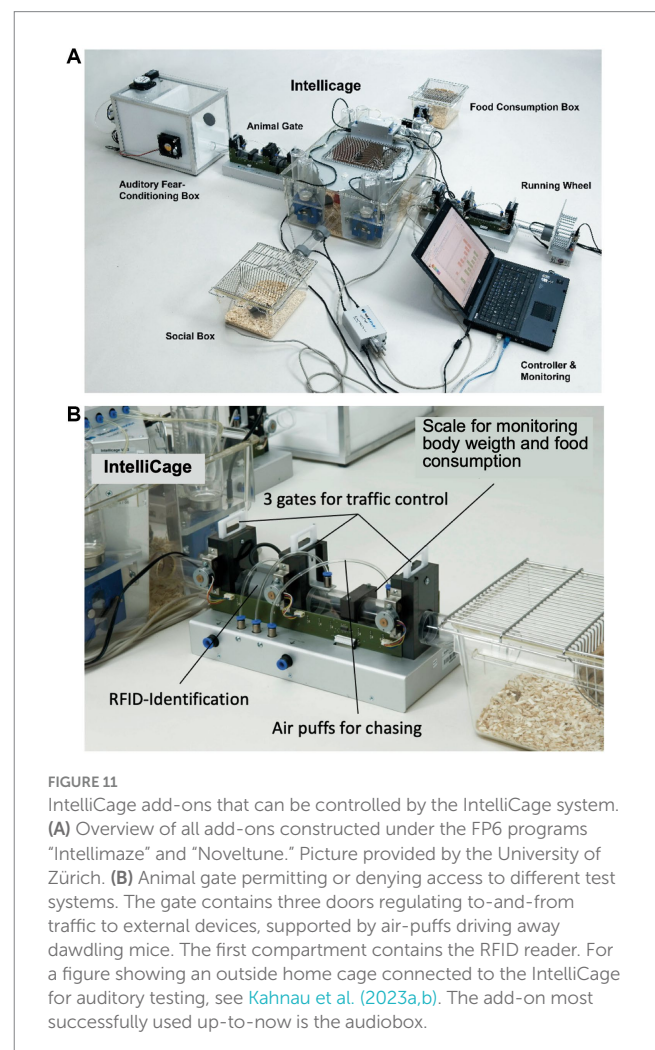 A
Intellicage
Food Consumption Box
Animal Gate
Auditory Fear-
Conditioning Box
Running Wheel
Social Box
Controller &
Monitoring
B
Scale for monitoring
body weigth and food
consumption
IntelliCage
3 gates for traffic control
RFID-Identification
Air puffs for chasing
FIGURE 11
IntelliCage add-ons that can be controlled by the IntelliCage system.
(A) Overview of all add-ons constructed under the FP6 programs
“Intellimaze” and “Noveltune.” Picture provided by the University of
Zürich. (B) Animal gate permitting or denying access to different test
systems. The gate contains three doors regulating to-and-from
traffic to external devices, supported by air-puffs driving away
dawdling mice. The first compartment contains the RFID reader. For
a figure showing an outside home cage connected to the IntelliCage
for auditory testing, see Kahnau et al. (2023a,b). The add-on most
successfully used up-to-now is the audiobox.